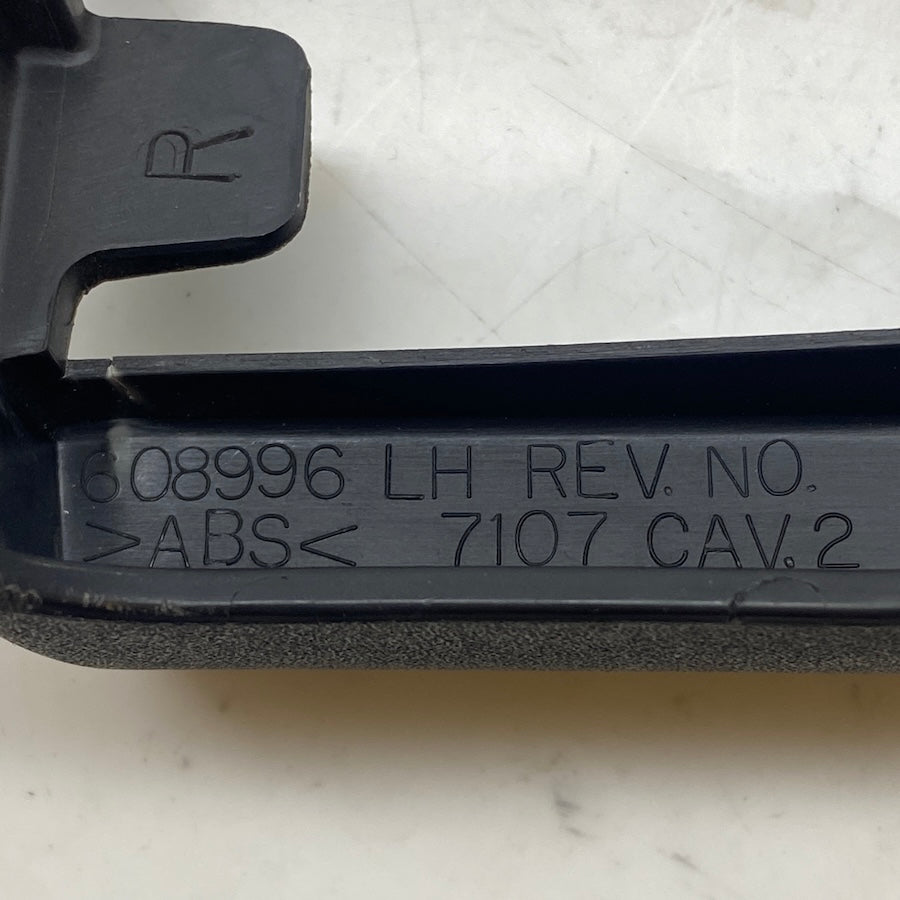 R
608996 LH REV. NO.
>ABS< 7107 CAV.2